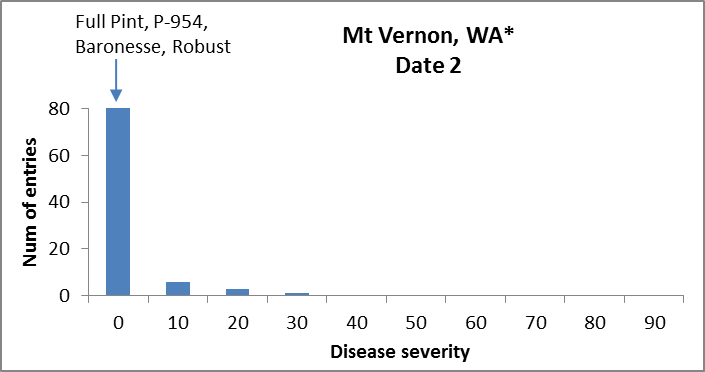 Full Pint, P-954,
Baronesse, Robust
Mt Vernon, WA*
Date 2
Num of entries
80
60
40
20
0
0 10 20 30 40 50 60 70 80 90
Disease severity